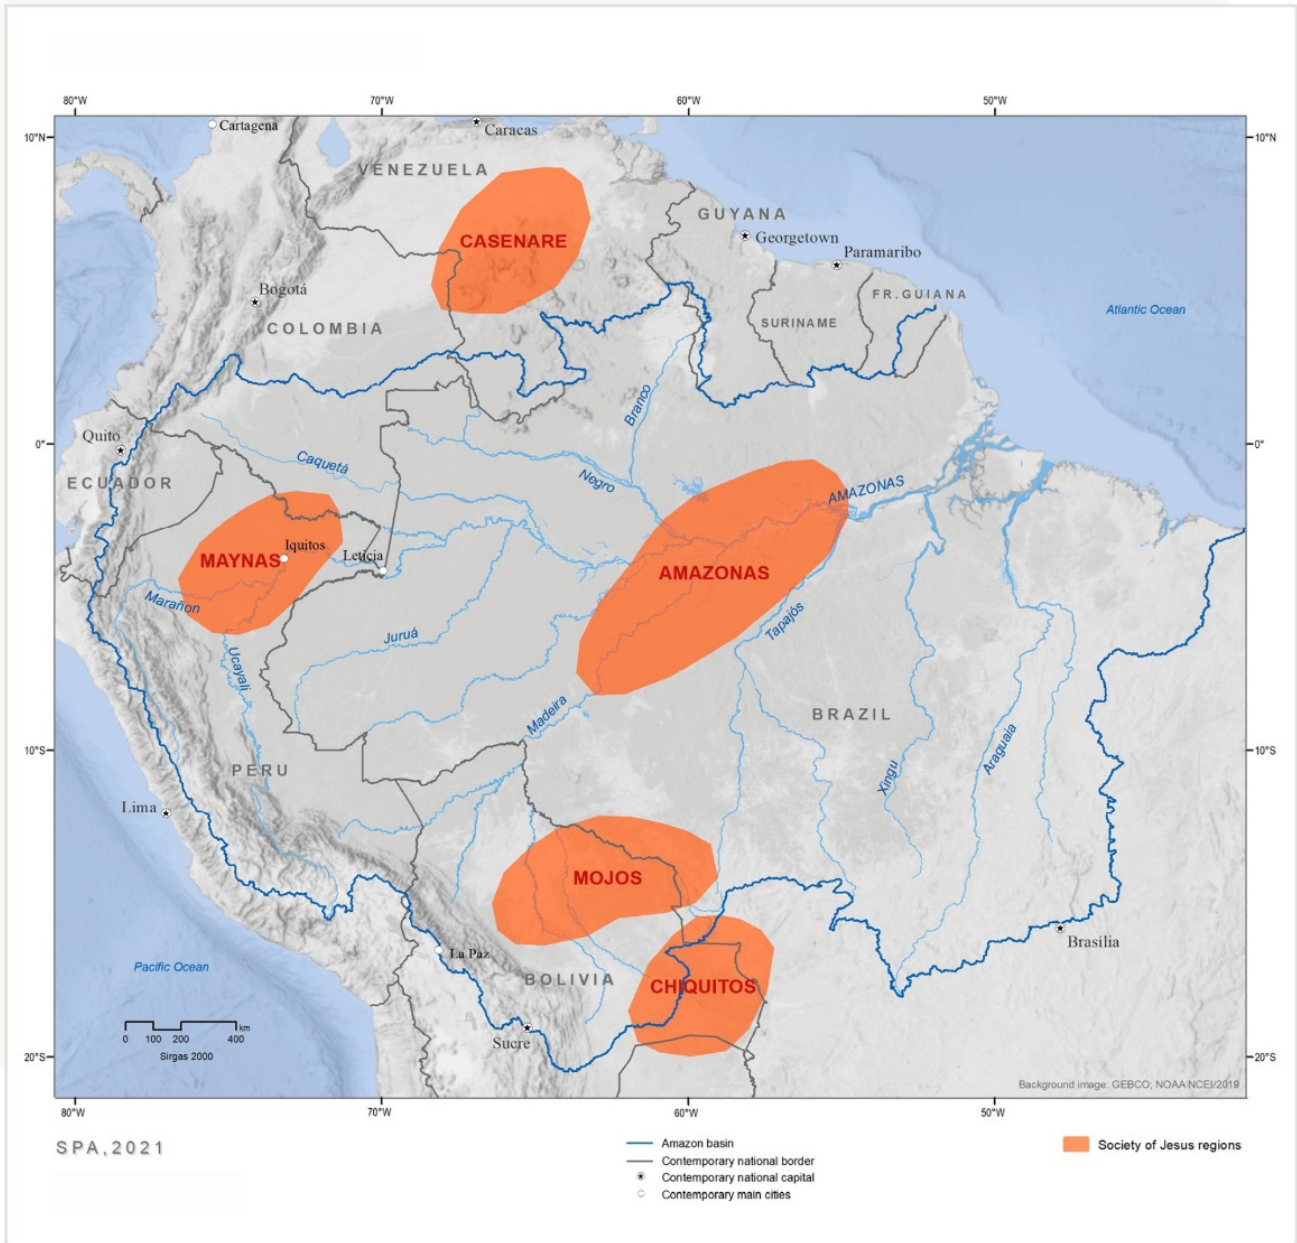 80°W
70°W
60°W
50°W
10°N
10°N
Cartagena
Caracas
VENEZUELA
GUYANA
Georgetown
Paramaribo
CASENARE
Bogotá
COLOMBIA
FR.GUIANA
SURINAME
Atlantic Ocean
Branco
Quito
0°
0°
ECUADOR
Caquetá
Negro
AMAZONAS
MAYNAS
Iquitos
Leticia
AMAZONAS
Marañon
Juruá
Tapajós
Ucayali
Madeira
BRAZIL
Araguaia
Xingu
10°S
10°S
PERU
Lima
MOJOS
Brasília
La Paz
Pacific Ocean
BOLIVIA
CHIQUITOS
0 100 200 400 km
Sirgas 2000
Sucre
20°S
20°S
Background image: GEBCO; NOAA NCEI/2019
80°W
70°W
60°W
50°W
SPA,2021
Amazon basin
Contemporary national border
Contemporary national capital
Contemporary main cities
Society of Jesus regions